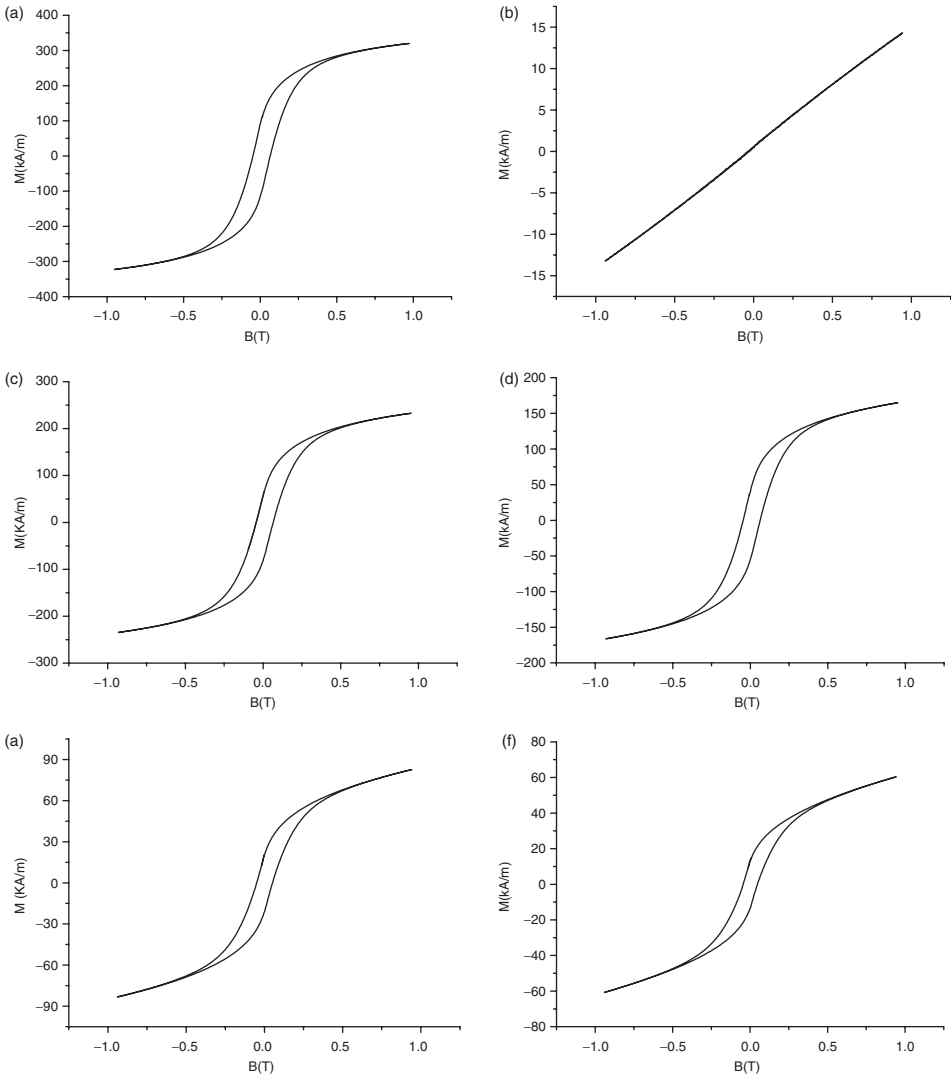 (a)
400
300
200
100
0
−100
−200
−300
−400
M(kA/m)
−1.0 −0.5 0.0 0.5 1.0
B(T)
(b)
15
10
5
0
−5
−10
−15
M(kA/m)
−1.0 −0.5 0.0 0.5 1.0
B(T)
(c)
300
200
100
0
−100
−200
−300
M(KA/m)
−1.0 −0.5 0.0 0.5 1.0
B(T)
(d)
200
150
100
50
0
−50
−100
−150
−200
M(kA/m)
−1.0 −0.5 0.0 0.5 1.0
B(T)
(a)
90
60
30
0
−30
−60
−90
M (KA/m)
−1.0 −0.5 0.0 0.5 1.0
B(T)
(f)
80
60
40
20
0
−20
−40
−60
−80
M(kA/m)
−1.0 −0.5 0.0 0.5 1.0
B(T)